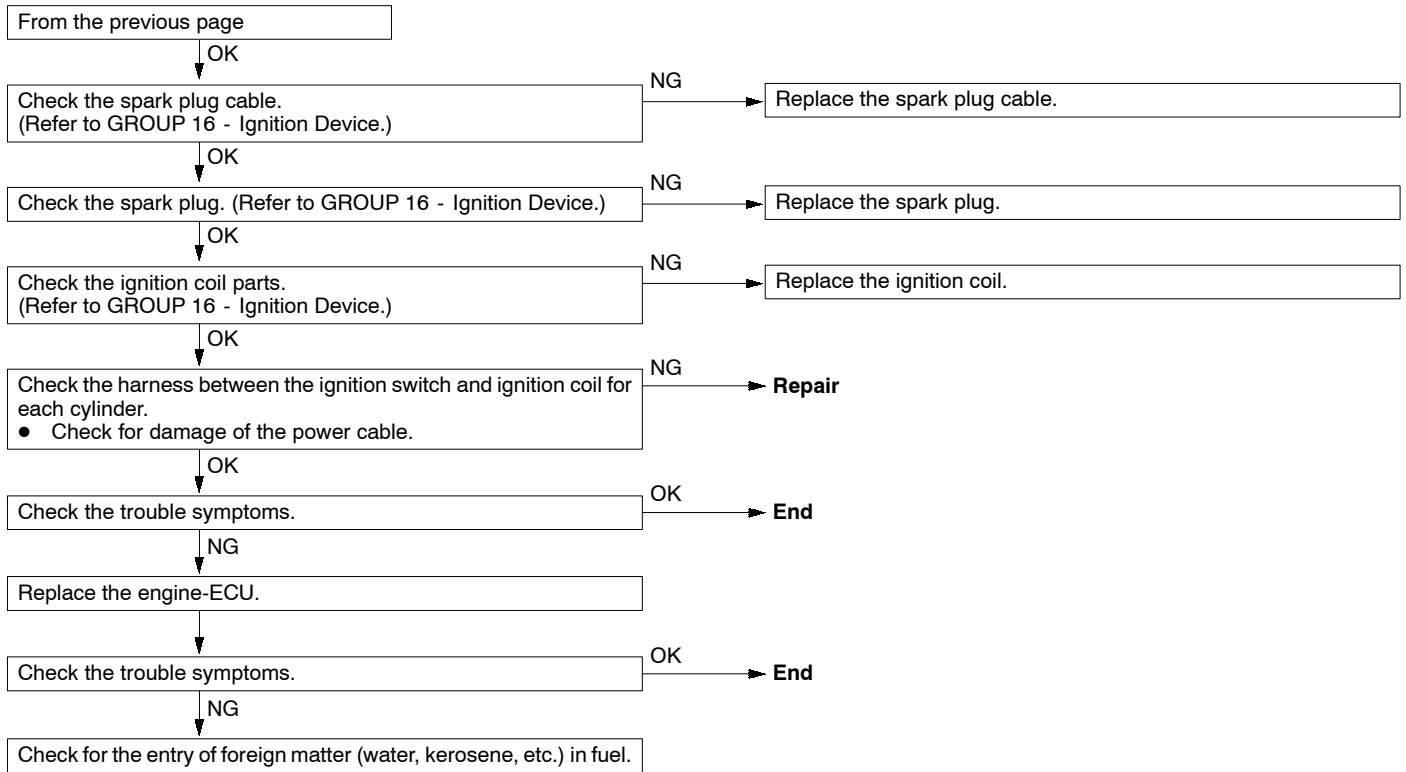 From the previous page
OK
Check the spark plug cable.
(Refer to GROUP 16 - Ignition Device.)
NG
Replace the spark plug cable.
OK
Check the spark plug. (Refer to GROUP 16 - Ignition Device.)
NG
Replace the spark plug.
OK
Check the ignition coil parts.
(Refer to GROUP 16 - Ignition Device.)
NG
Replace the ignition coil.
OK
Check the harness between the ignition switch and ignition coil for
each cylinder.
● Check for damage of the power cable.
NG
Repair
OK
Check the trouble symptoms.
OK
End
NG
Replace the engine-ECU.
Check the trouble symptoms.
OK
End
NG
Check for the entry of foreign matter (water, kerosene, etc.) in fuel.